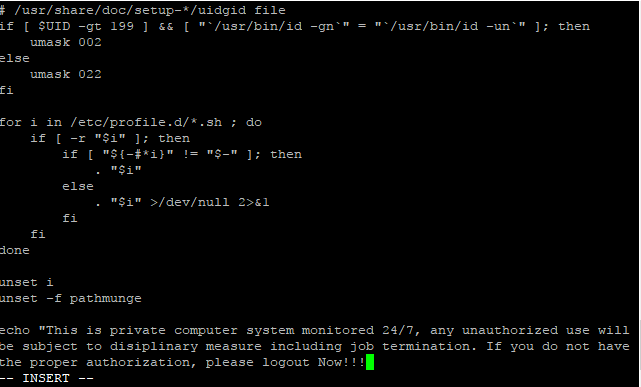 # /usr/share/doc/setup-*/uidgid file
if [ $UID -gt 199 ] && [ "`/usr/bin/id -gn`" = "`/usr/bin/id -un`" ]; then
    umask 002
else
    umask 022
fi

for i in /etc/profile.d/*.sh ; do
    if [ -r "$i" ]; then
        if [ "${-#*i}" != "$-" ]; then
            . "$i"
        else
            . "$i" >/dev/null 2>&1
        fi
    fi
done

unset i
unset -f pathmunge

echo "This is private computer system monitored 24/7, any unauthorized use will
be subject to disiplinary measure including job termination. If you do not have
the proper authorization, please logout Now!!!
-- INSERT --